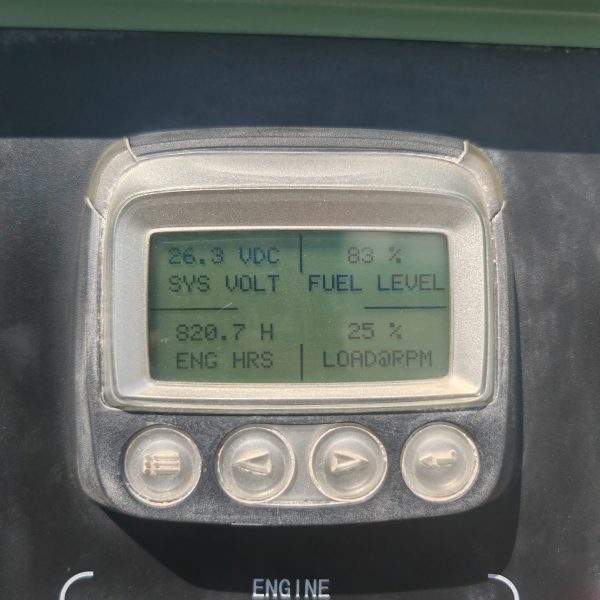 26.3 VDC
83 %
SYS VOLT
FUEL LEVEL
820.7 H
25 %
ENG HRS
LOAD@RPM
ENGINE